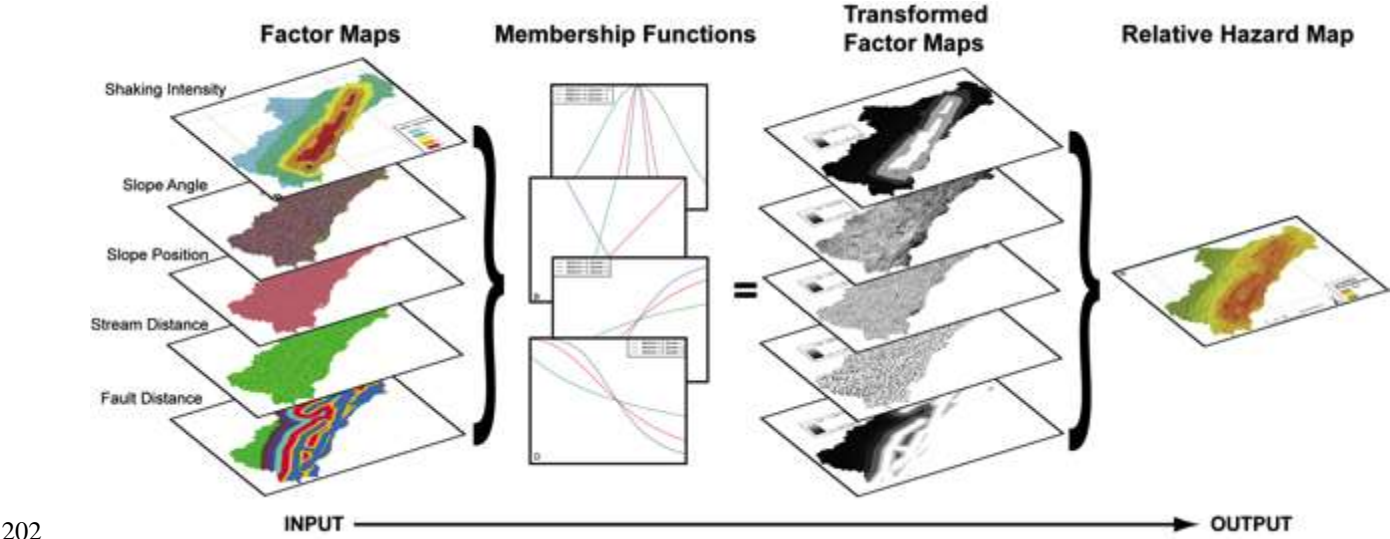 Factor Maps
Membership Functions
Transformed
Factor Maps
Relative Hazard Map
Shaking Intensity
Slope Angle
Slope Position
Stream Distance
Fault Distance
=
202
INPUT
OUTPUT